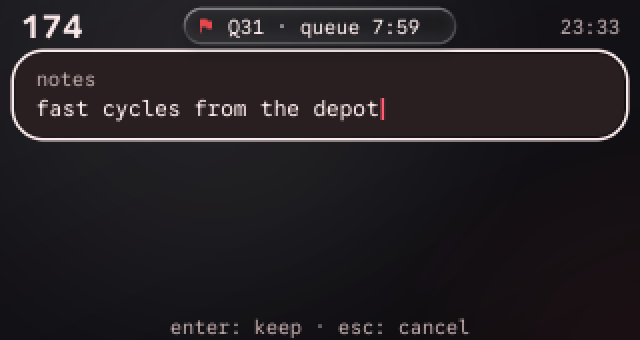 174
Q31 · queue 7:59
23:33
notes
fast cycles from the depot
enter: keep · esc: cancel